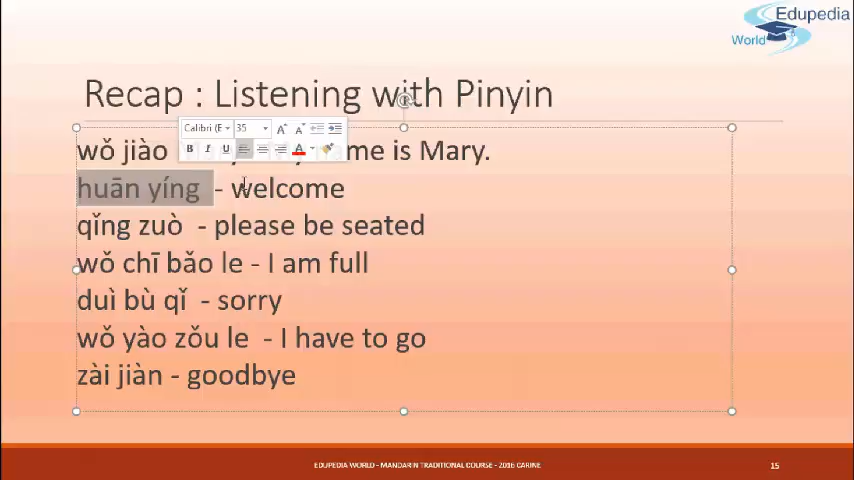 Edupedia
World
Recap : Listening with Pinyin
Calibri (E 35
B I U A
wǒ jiào me is Mary.
huān yíng - welcome
qǐng zuò - please be seated
wǒ chī bǎo le - I am full
duì bù qǐ - sorry
wǒ yào zǒu le - I have to go
zài jiàn - goodbye
EDUPEDIA WORLD - MANDARIN TRADITIONAL COURSE - 2016 CARINE
15